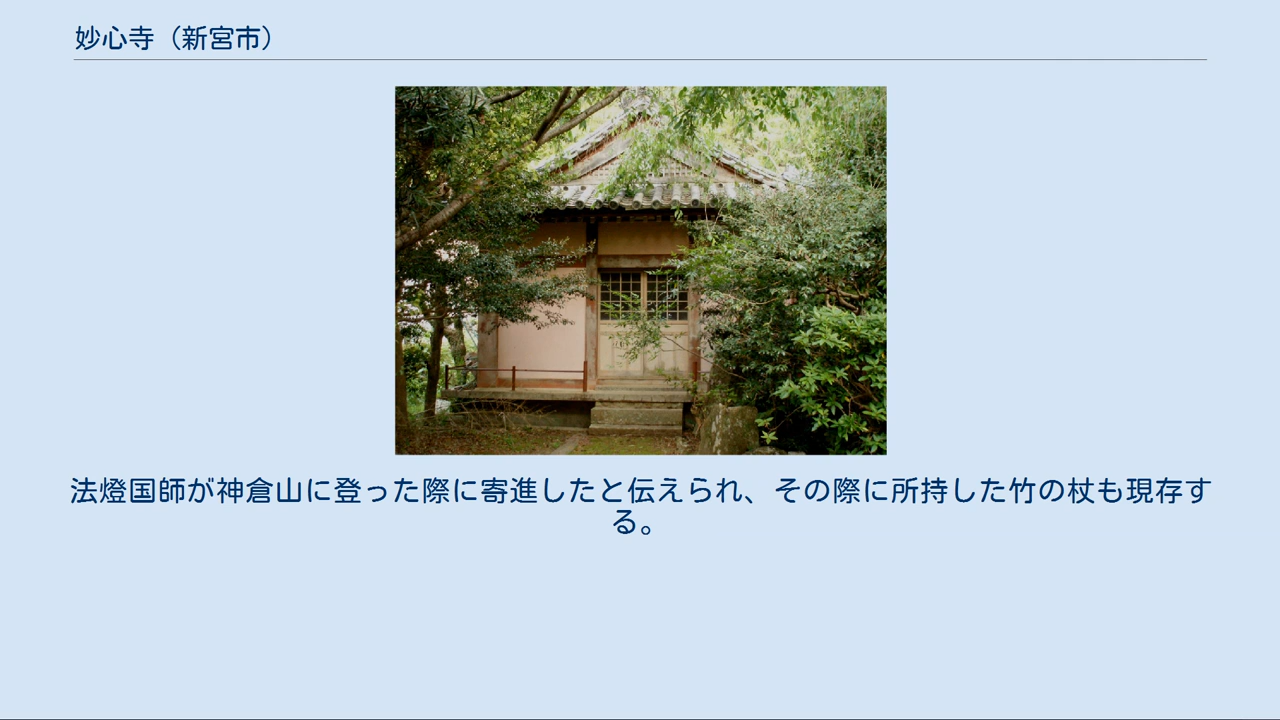 妙心寺（新宮市）
法燈国師が神倉山に登った際に寄進したと伝えられ、その際に所持した竹の杖も現存す
る。